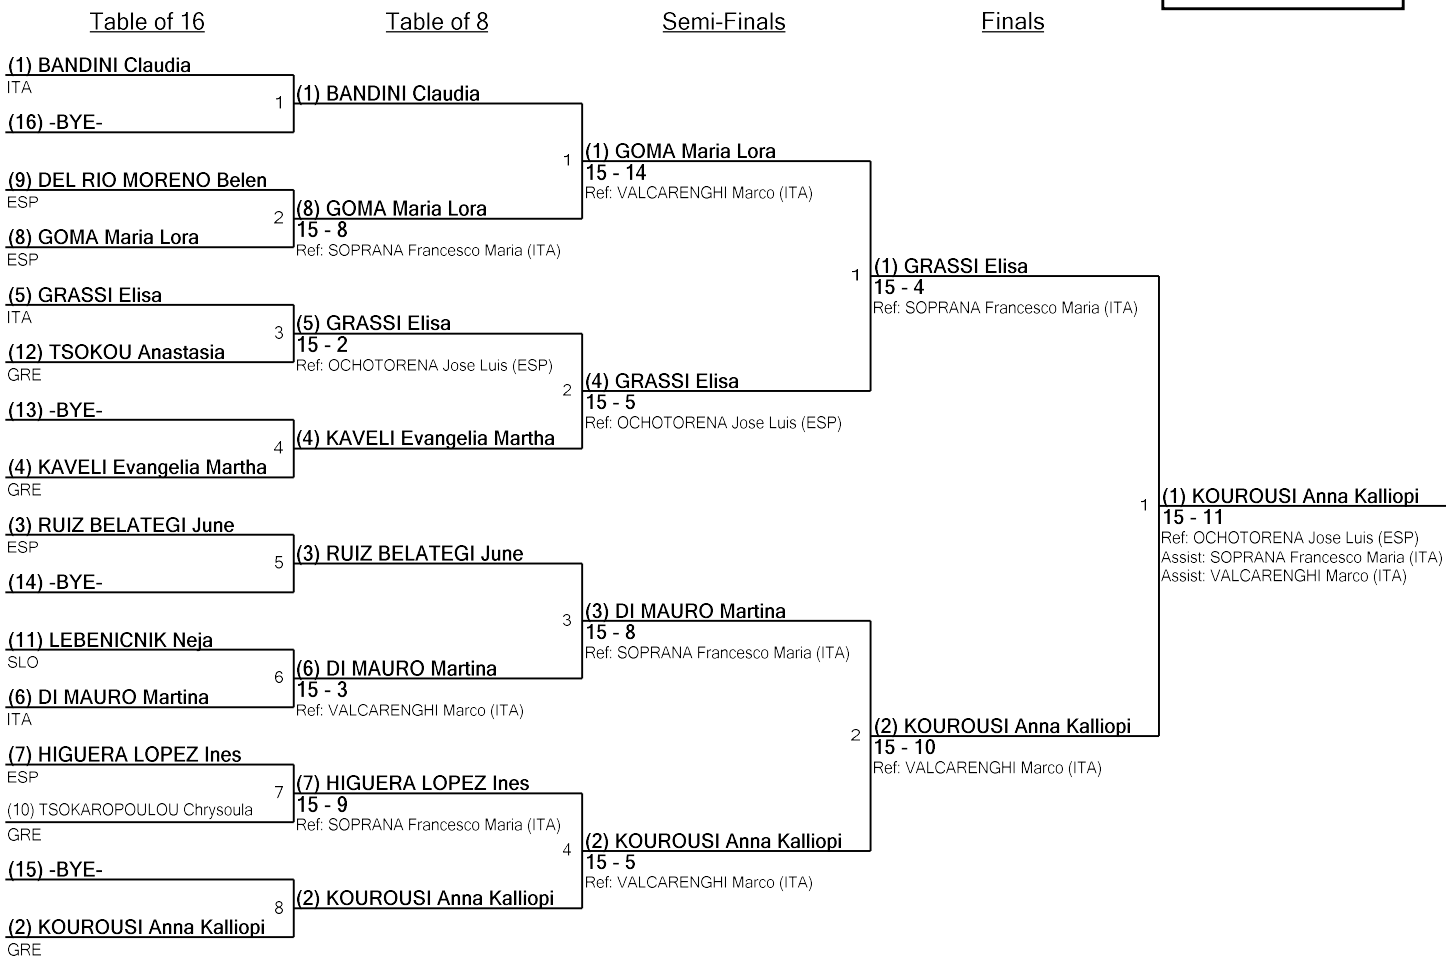 Table of 16
Table of 8
Semi-Finals
Finals
(1) BANDINI Claudia
ITA
1
(16) -BYE-
(9) DEL RIO MORENO Belen
ESP
2
(8) GOMA Maria Lora
ESP
(5) GRASSI Elisa
ITA
3
(12) TSOKOU Anastasia
GRE
(13) -BYE-
4
(4) KAVELI Evangelia Martha
GRE
(3) RUIZ BELATEGI June
ESP
5
(14) -BYE-
(11) LEBENICNIK Neja
SLO
6
(6) DI MAURO Martina
ITA
(7) HIGUERA LOPEZ Ines
ESP
7
(10) TSOKAROPOULOU Chrysoula
GRE
(15) -BYE-
8
(2) KOUROUSI Anna Kalliopi
GRE
(1) BANDINI Claudia
1
(8) GOMA Maria Lora
15 - 8
Ref: SOPRANA Francesco Maria (ITA)
(5) GRASSI Elisa
15 - 2
Ref: OCHOTORENA Jose Luis (ESP)
2
(4) KAVELI Evangelia Martha
(3) RUIZ BELATEGI June
3
(6) DI MAURO Martina
15 - 3
Ref: VALCARENGHI Marco (ITA)
(7) HIGUERA LOPEZ Ines
15 - 9
Ref: SOPRANA Francesco Maria (ITA)
4
(2) KOUROUSI Anna Kalliopi
(1) GOMA Maria Lora
15 - 14
Ref: VALCARENGHI Marco (ITA)
1
(4) GRASSI Elisa
15 - 5
Ref: OCHOTORENA Jose Luis (ESP)
(3) DI MAURO Martina
15 - 8
Ref: SOPRANA Francesco Maria (ITA)
2
(2) KOUROUSI Anna Kalliopi
15 - 5
Ref: VALCARENGHI Marco (ITA)
(1) GRASSI Elisa
15 - 4
Ref: SOPRANA Francesco Maria (ITA)
1
(2) KOUROUSI Anna Kalliopi
15 - 10
Ref: VALCARENGHI Marco (ITA)
(1) KOUROUSI Anna Kalliopi
15 - 11
Ref: OCHOTORENA Jose Luis (ESP)
Assist: SOPRANA Francesco Maria (ITA)
Assist: VALCARENGHI Marco (ITA)